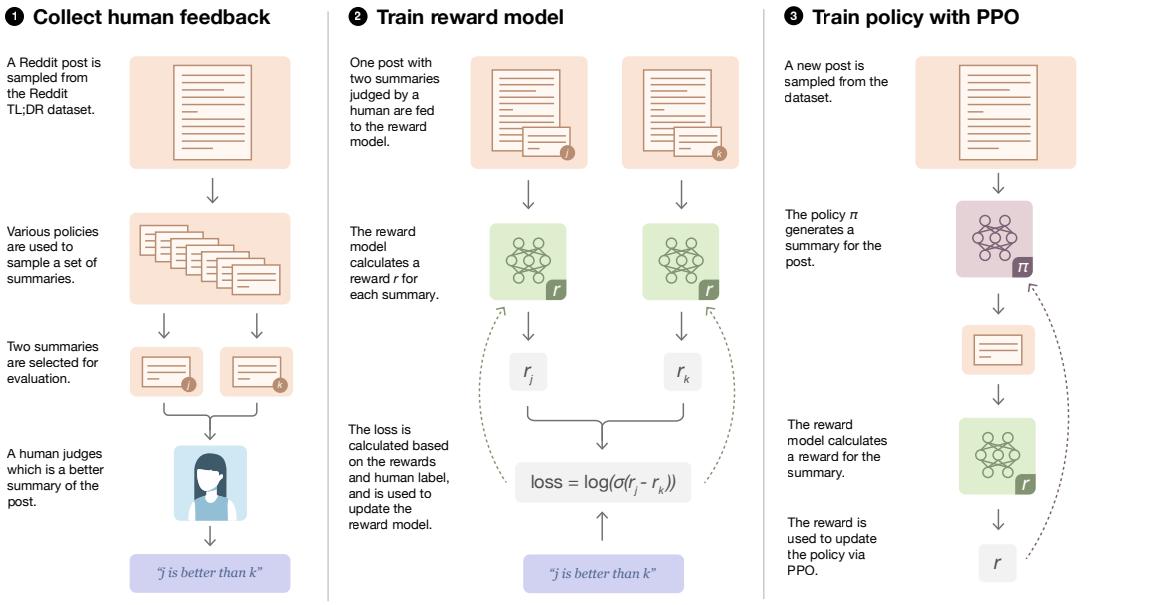 1 Collect human feedback
A Reddit post is
sampled from
the Reddit
TL;DR dataset.
Various policies
are used to
sample a set of
summaries.
Two summaries
are selected for
evaluation.
j
k
A human judges
which is a better
summary of the
post.
“j is better than k”
2 Train reward model
One post with
two summaries
judged by a
human are fed
to the reward
model.
j
k
The reward
model
calculates a
reward r for
each summary.
r
r
r_j
r_k
The loss is
calculated based
on the rewards
and human label,
and is used to
update the
reward model.
loss = log(σ(r_j - r_k))
“j is better than k”
3 Train policy with PPO
A new post is
sampled from the
dataset.
The policy π
generates a
summary for the
post.
π
The reward
model calculates
a reward for the
summary.
r
The reward is
used to update
the policy via
PPO.
r